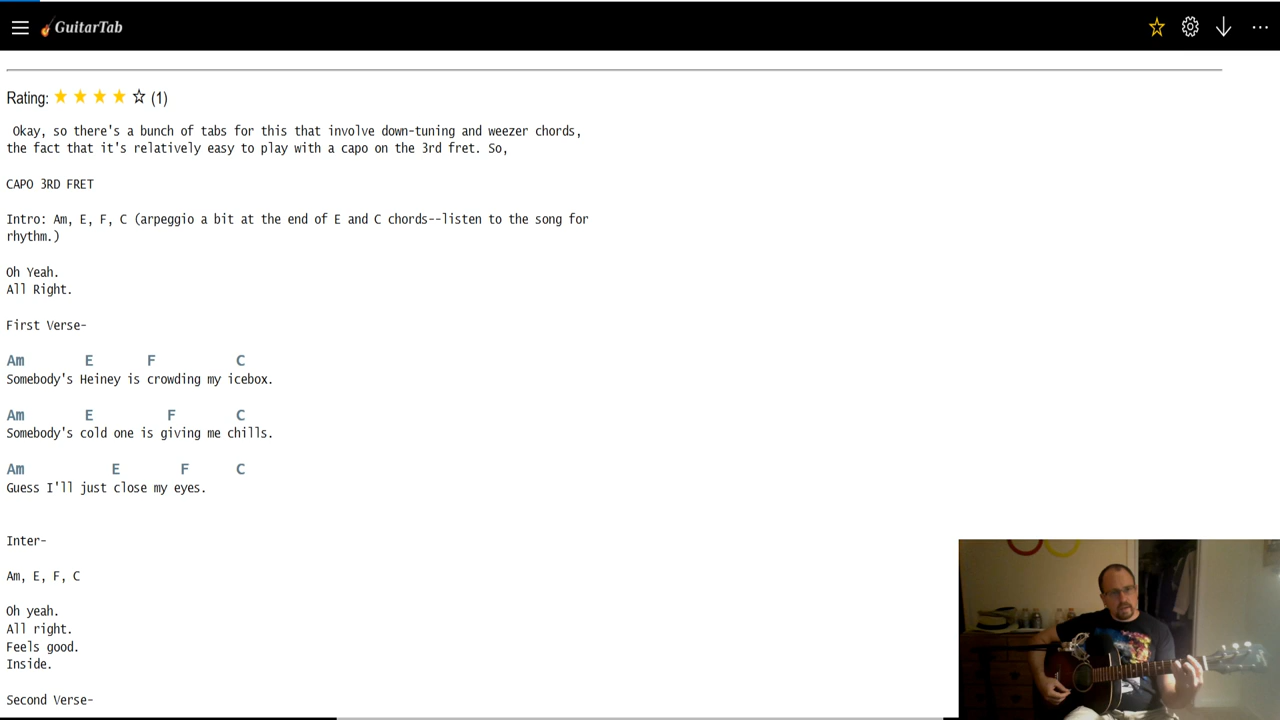 GuitarTab
Rating: ★ ★ ★ ★ ☆ (1)
Okay, so there's a bunch of tabs for this that involve down-tuning and weezer chords,
the fact that it's relatively easy to play with a capo on the 3rd fret. So,
CAPO 3RD FRET
Intro: Am, E, F, C (arpeggio a bit at the end of E and C chords--listen to the song for
rhythm.)
Oh Yeah.
All Right.
First Verse-
Am E F C
Somebody's Heiney is crowding my icebox.
Am E F C
Somebody's cold one is giving me chills.
Am E F C
Guess I'll just close my eyes.
Inter-
Am, E, F, C
Oh yeah.
All right.
Feels good.
Inside.
Second Verse-